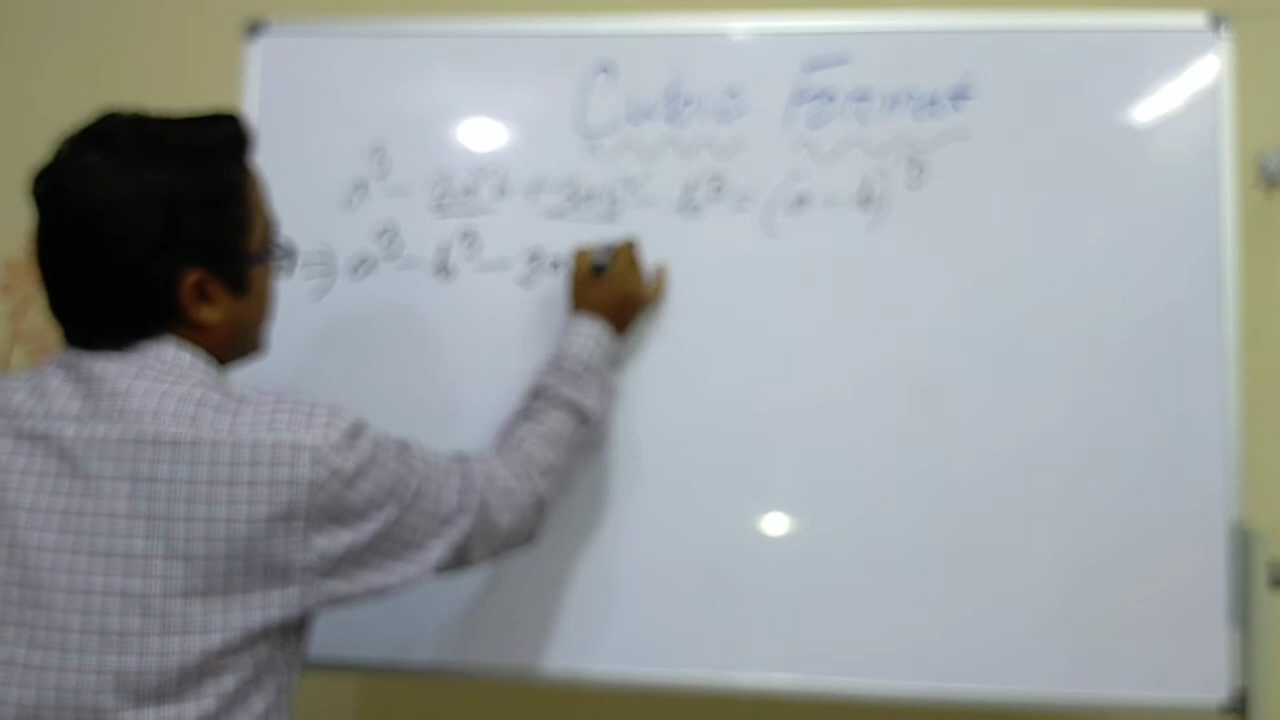 Cubic Format
a³ - 3a²b + 3ab² - b³ = (a - b)³
⇒ a³ - b³ - 3a